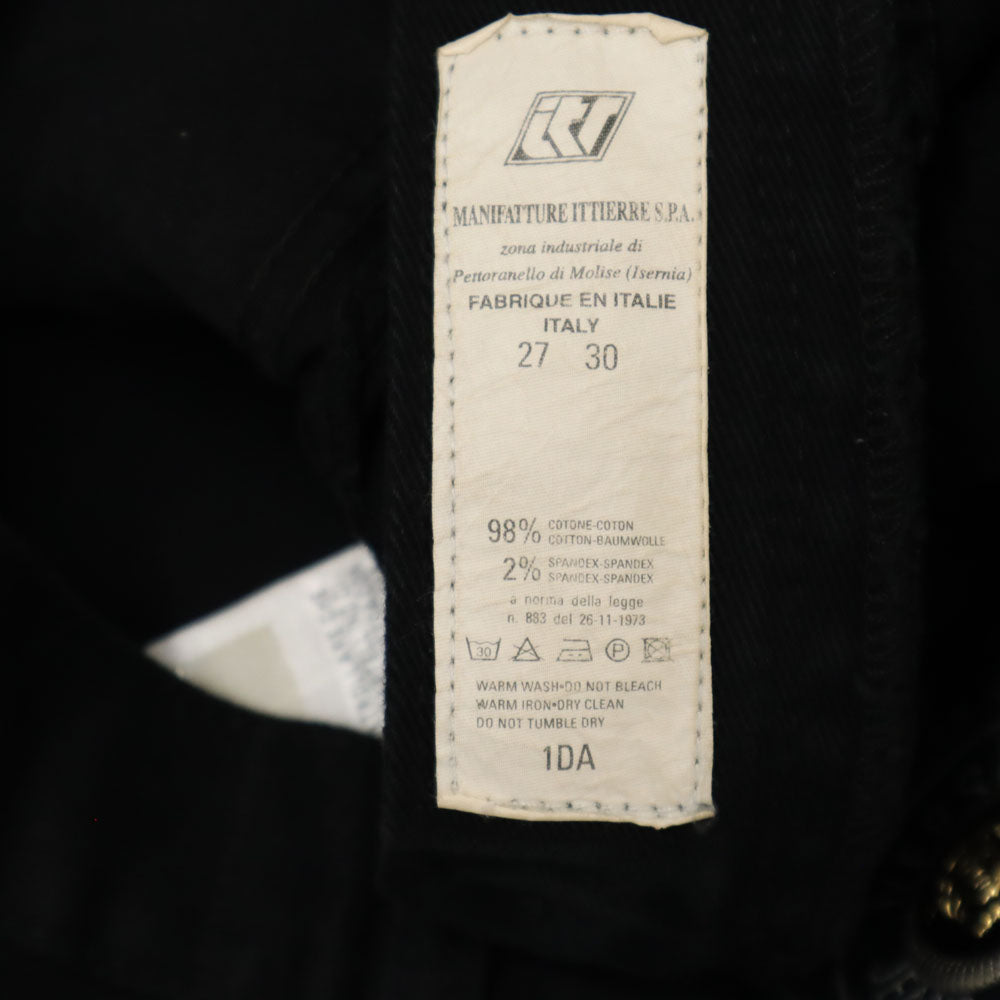 itt
MANIFATTURE ITTIERRE S.P.A.
zona industriale di
Pettoranello di Molise (Isernia)
FABRIQUE EN ITALIE
ITALY
27 30
98% COTONE-COTON
COTTON-BAUMWOLLE
2% SPANDEX-SPANDEX
SPANDEX-SPANDEX
a norma della legge
n. 883 del 26-11-1973
30 P
WARM WASH•DO NOT BLEACH
WARM IRON•DRY CLEAN
DO NOT TUMBLE DRY
1DA